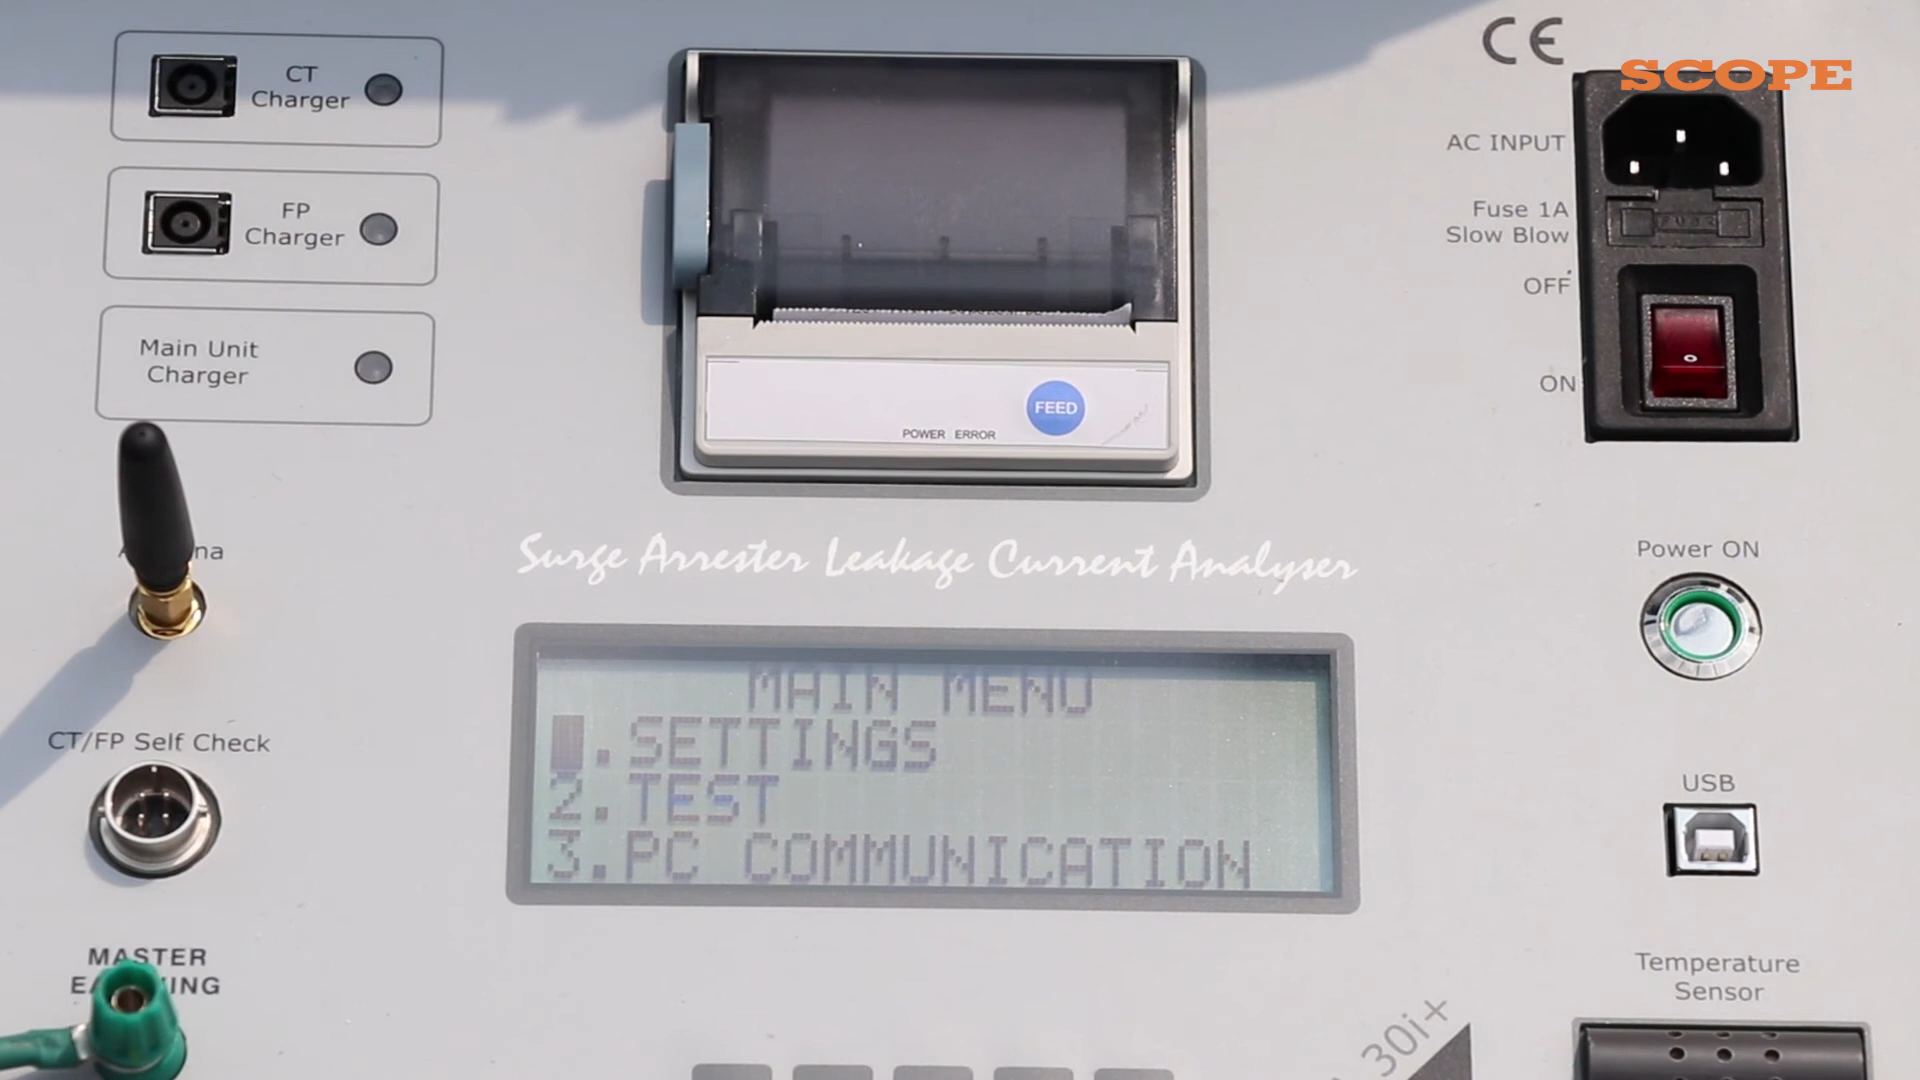 CT
Charger
FP
Charger
Main Unit
Charger
CE
SCOPE
AC INPUT
Fuse 1A
Slow Blow
OFF
ON
FEED
POWER ERROR
Surge Arrester Leakage Current Analyser
Power ON
MAIN MENU
.SETTINGS
2.TEST
3.PC COMMUNICATION
CT/FP Self Check
USB
MASTER
Temperature
Sensor
30i+